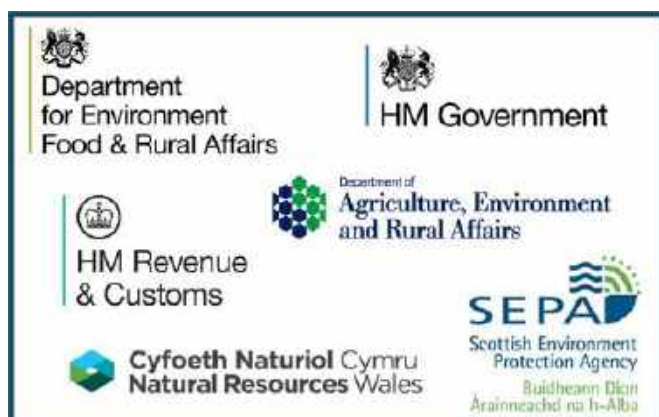 Department
for Environment
Food & Rural Affairs
HM Government
Department of
Agriculture, Environment
and Rural Affairs
HM Revenue
& Customs
SEPA
Scottish Environment
Protection Agency
Buidheann Dìon
Àrainneachd na h-Alba
Cyfoeth Naturiol Cymru
Natural Resources Wales